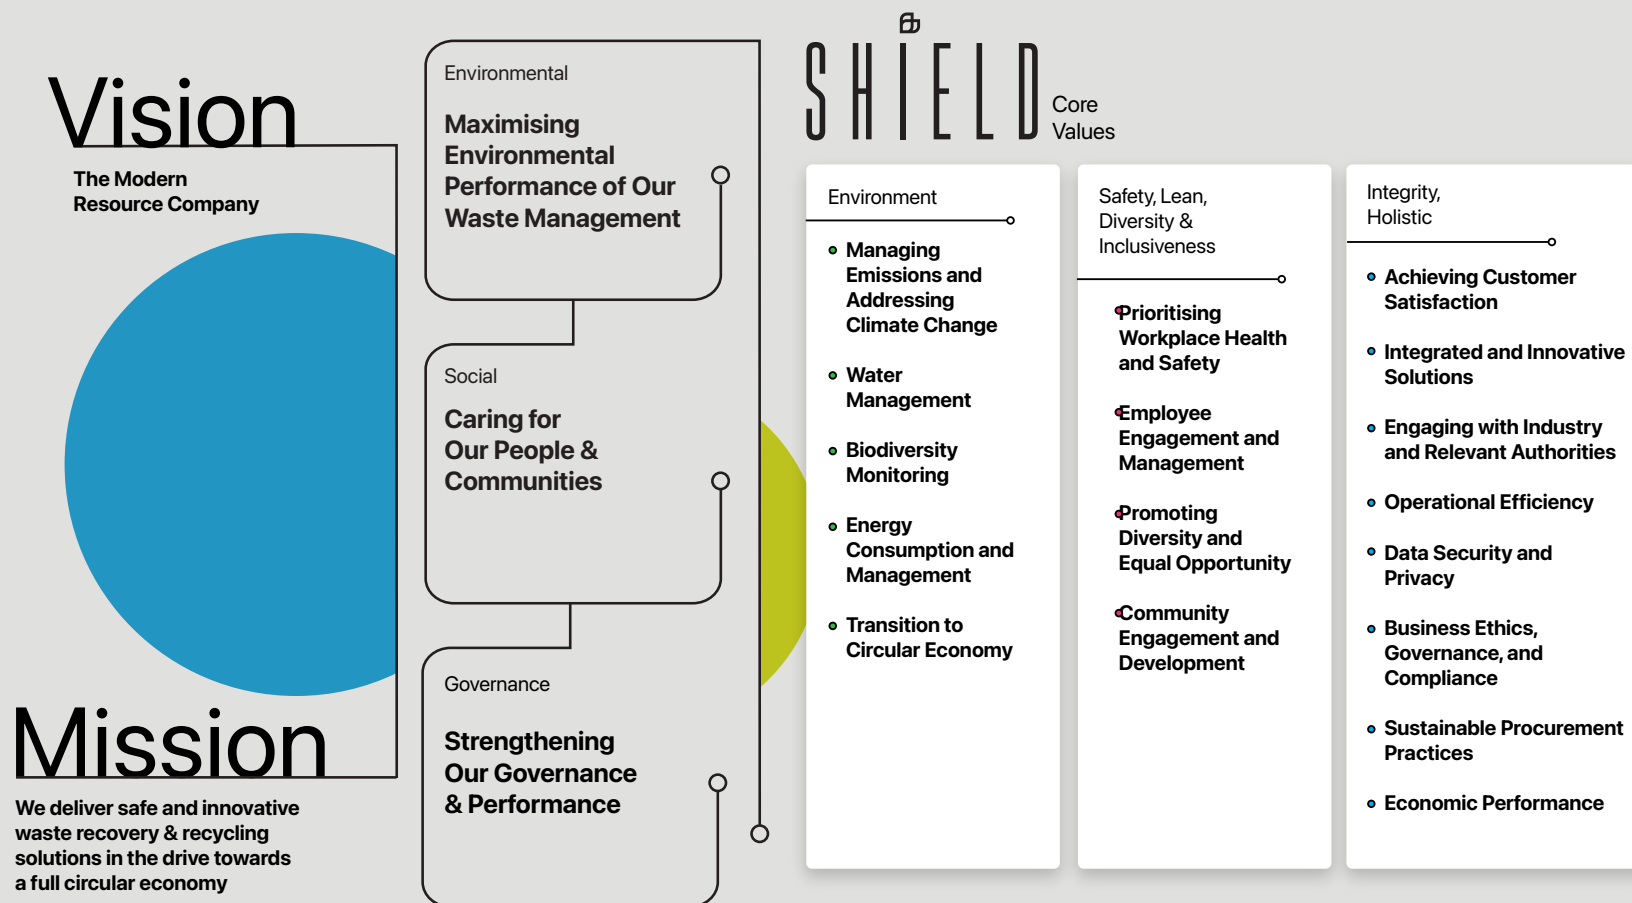 Vision
The Modern
Resource Company
Mission
We deliver safe and innovative
waste recovery & recycling
solutions in the drive towards
a full circular economy
Environmental
Maximising
Environmental
Performance of Our
Waste Management
Social
Caring for
Our People &
Communities
Governance
Strengthening
Our Governance
& Performance
SHiELD
Core
Values
Environment
Managing
Emissions and
Addressing
Climate Change
Water
Management
Biodiversity
Monitoring
Energy
Consumption and
Management
Transition to
Circular Economy
Safety, Lean,
Diversity &
Inclusiveness
Prioritising
Workplace Health
and Safety
Employee
Engagement and
Management
Promoting
Diversity and
Equal Opportunity
Community
Engagement and
Development
Integrity,
Holistic
Achieving Customer
Satisfaction
Integrated and Innovative
Solutions
Engaging with Industry
and Relevant Authorities
Operational Efficiency
Data Security and
Privacy
Business Ethics,
Governance, and
Compliance
Sustainable Procurement
Practices
Economic Performance